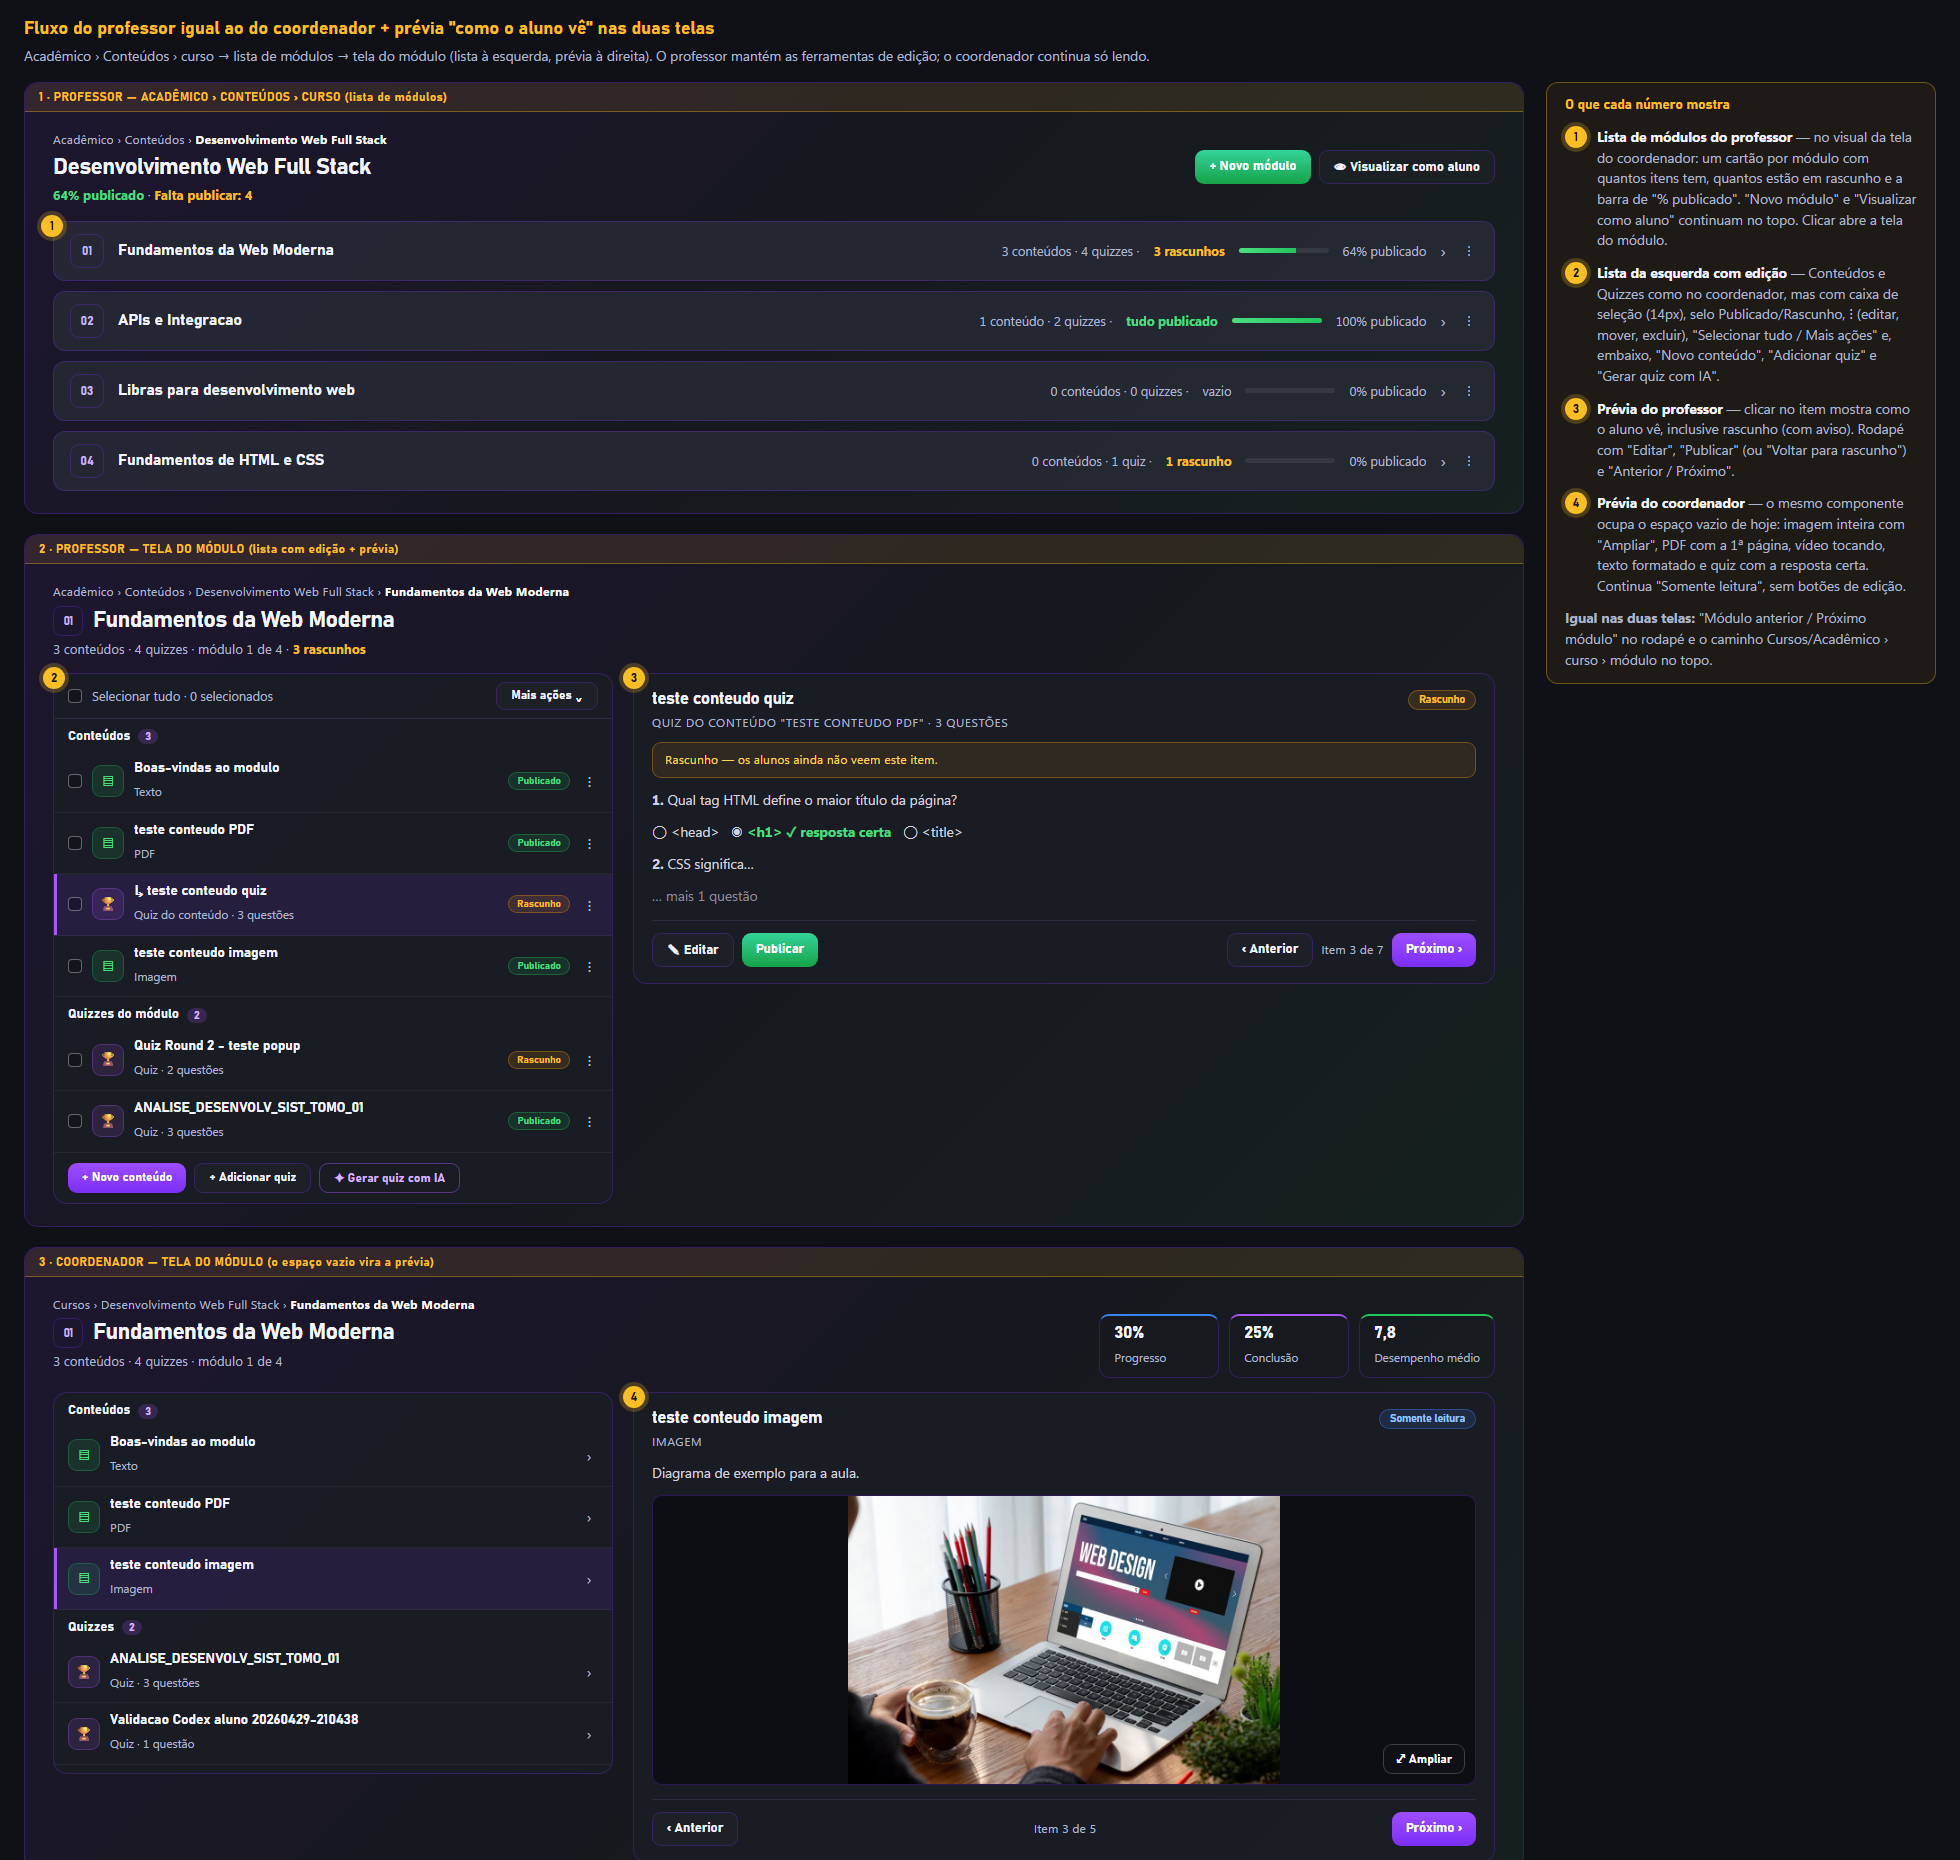 Fluxo do professor igual ao do coordenador + prévia "como o aluno vê" nas duas telas
Acadêmico › Conteúdos › curso → lista de módulos → tela do módulo (lista à esquerda, prévia à direita). O professor mantém as ferramentas de edição; o coordenador continua só lendo.
1 · PROFESSOR — ACADÊMICO › CONTEÚDOS › CURSO (lista de módulos)
Acadêmico › Conteúdos › Desenvolvimento Web Full Stack
Desenvolvimento Web Full Stack
64% publicado · Falta publicar: 4
+ Novo módulo
Visualizar como aluno
1
01 Fundamentos da Web Moderna 3 conteúdos · 4 quizzes · 3 rascunhos 64% publicado › ⋮
02 APIs e Integracao 1 conteúdo · 2 quizzes · tudo publicado 100% publicado › ⋮
03 Libras para desenvolvimento web 0 conteúdos · 0 quizzes · vazio 0% publicado › ⋮
04 Fundamentos de HTML e CSS 0 conteúdos · 1 quiz · 1 rascunho 0% publicado › ⋮
2 · PROFESSOR — TELA DO MÓDULO (lista com edição + prévia)
Acadêmico › Conteúdos › Desenvolvimento Web Full Stack › Fundamentos da Web Moderna
01 Fundamentos da Web Moderna
3 conteúdos · 4 quizzes · módulo 1 de 4 · 3 rascunhos
2
Selecionar tudo · 0 selecionados Mais ações ⌄
Conteúdos 3
Boas-vindas ao modulo
Texto
Publicado ⋮
teste conteudo PDF
PDF
Publicado ⋮
↳ teste conteudo quiz
Quiz do conteúdo · 3 questões
Rascunho ⋮
teste conteudo imagem
Imagem
Publicado ⋮
Quizzes do módulo 2
Quiz Round 2 - teste popup
Quiz · 2 questões
Rascunho ⋮
ANALISE_DESENVOLV_SIST_TOMO_01
Quiz · 3 questões
Publicado ⋮
+ Novo conteúdo
+ Adicionar quiz
✦ Gerar quiz com IA
3
teste conteudo quiz Rascunho
QUIZ DO CONTEÚDO "TESTE CONTEUDO PDF" · 3 QUESTÕES
Rascunho — os alunos ainda não veem este item.
1. Qual tag HTML define o maior título da página?
<head> <h1> ✓ resposta certa <title>
2. CSS significa...
... mais 1 questão
✎ Editar
Publicar
‹ Anterior
Item 3 de 7
Próximo ›
3 · COORDENADOR — TELA DO MÓDULO (o espaço vazio vira a prévia)
Cursos › Desenvolvimento Web Full Stack › Fundamentos da Web Moderna
01 Fundamentos da Web Moderna
3 conteúdos · 4 quizzes · módulo 1 de 4
30%
Progresso
25%
Conclusão
7,8
Desempenho médio
Conteúdos 3
Boas-vindas ao modulo
Texto
›
teste conteudo PDF
PDF
›
teste conteudo imagem
Imagem
›
Quizzes 2
ANALISE_DESENVOLV_SIST_TOMO_01
Quiz · 3 questões
›
Validacao Codex aluno 20260429-210438
Quiz · 1 questão
›
4
teste conteudo imagem Somente leitura
IMAGEM
Diagrama de exemplo para a aula.
WEB DESIGN
⤢ Ampliar
‹ Anterior
Item 3 de 5
Próximo ›
O que cada número mostra
1 Lista de módulos do professor — no visual da tela
do coordenador: um cartão por módulo com
quantos itens tem, quantos estão em rascunho e a
barra de "% publicado". "Novo módulo" e "Visualizar
como aluno" continuam no topo. Clicar abre a tela
do módulo.
2 Lista da esquerda com edição — Conteúdos e
Quizzes como no coordenador, mas com caixa de
seleção (14px), selo Publicado/Rascunho, ⋮ (editar,
mover, excluir), "Selecionar tudo / Mais ações" e,
embaixo, "Novo conteúdo", "Adicionar quiz" e
"Gerar quiz com IA".
3 Prévia do professor — clicar no item mostra como
o aluno vê, inclusive rascunho (com aviso). Rodapé
com "Editar", "Publicar" (ou "Voltar para rascunho")
e "Anterior / Próximo".
4 Prévia do coordenador — o mesmo componente
ocupa o espaço vazio de hoje: imagem inteira com
"Ampliar", PDF com a 1ª página, vídeo tocando,
texto formatado e quiz com a resposta certa.
Continua "Somente leitura", sem botões de edição.
Igual nas duas telas: "Módulo anterior / Próximo
módulo" no rodapé e o caminho Cursos/Acadêmico ›
curso › módulo no topo.